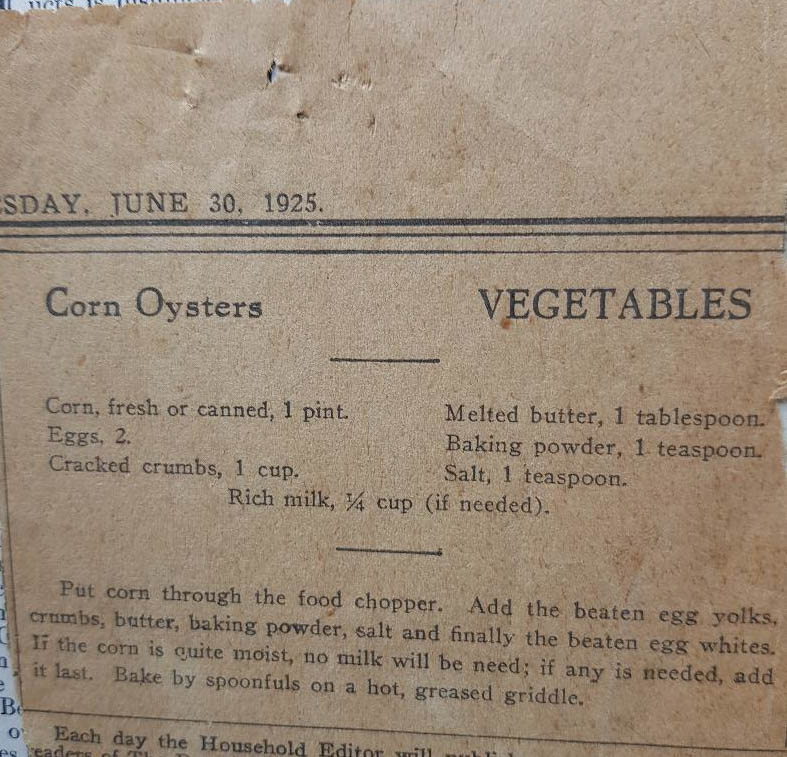 SDAY, JUNE 30, 1925.
Corn Oysters VEGETABLES
Corn, fresh or canned, 1 pint.
Eggs, 2.
Cracked crumbs, 1 cup.
Melted butter, 1 tablespoon.
Baking powder, 1 teaspoon.
Salt, 1 teaspoon.
Rich milk, ¼ cup (if needed).
Put corn through the food chopper. Add the beaten egg yolks,
crumbs, butter, baking powder, salt and finally the beaten egg whites.
If the corn is quite moist, no milk will be need; if any is needed, add
it last. Bake by spoonfuls on a hot, greased griddle.
Each day the Household Editor will